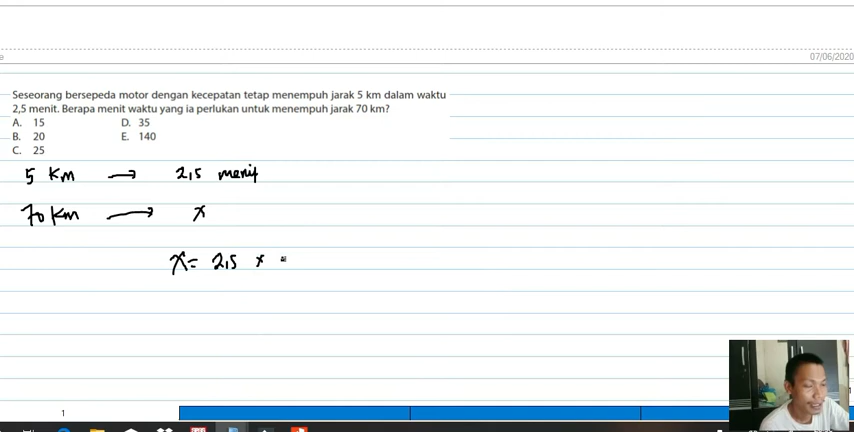 e
07/06/2020
Seseorang bersepeda motor dengan kecepatan tetap menempuh jarak 5 km dalam waktu
2,5 menit. Berapa menit waktu yang ia perlukan untuk menempuh jarak 70 km?
A. 15 D. 35
B. 20 E. 140
C. 25
5 km → 2,5 menit
70 km → x
x = 2,5 x
1
1